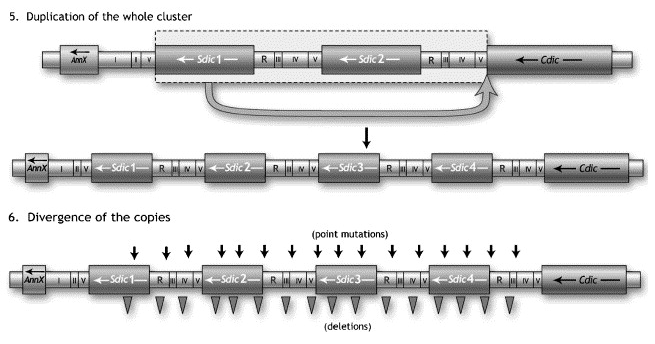 5. Duplication of the whole cluster
AnnX I II V Sdic1 R III IV V Sdic2 R III IV V Cdic
AnnX I II V Sdic1 R III IV V Sdic2 R III IV V Sdic3 R III IV V Sdic4 R III IV V Cdic
6. Divergence of the copies
(point mutations)
AnnX I II V Sdic1 R III IV V Sdic2 R III IV V Sdic3 R III IV V Sdic4 R III IV V Cdic
(deletions)